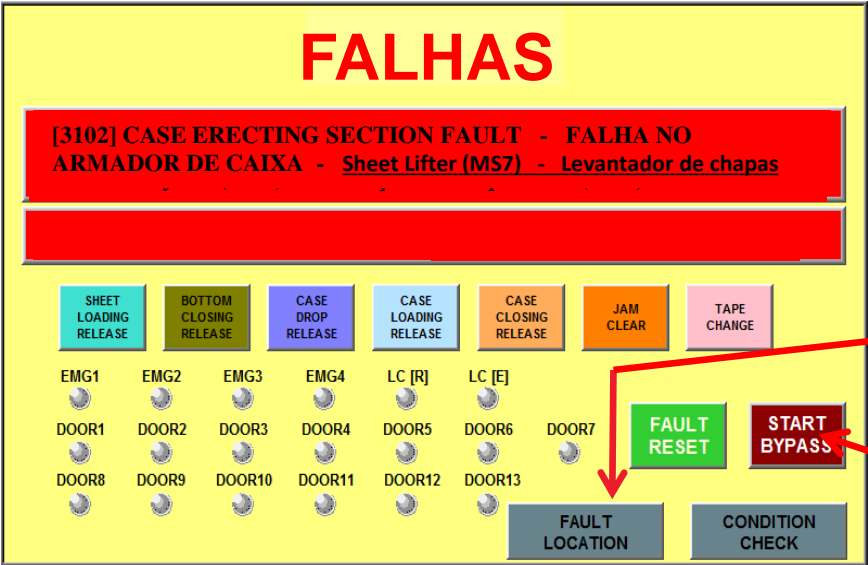 FALHAS
[3102] CASE ERECTING SECTION FAULT - FALHA NO
ARMADOR DE CAIXA - Sheet Lifter (MS7) - Levantador de chapas
SHEET
LOADING
RELEASE
BOTTOM
CLOSING
RELEASE
CASE
DROP
RELEASE
CASE
LOADING
RELEASE
CASE
CLOSING
RELEASE
JAM
CLEAR
TAPE
CHANGE
EMG1 EMG2 EMG3 EMG4 LC [R] LC [E]
DOOR1 DOOR2 DOOR3 DOOR4 DOOR5 DOOR6 DOOR7
DOOR8 DOOR9 DOOR10 DOOR11 DOOR12 DOOR13
FAULT
RESET
START
BYPASS
FAULT
LOCATION
CONDITION
CHECK